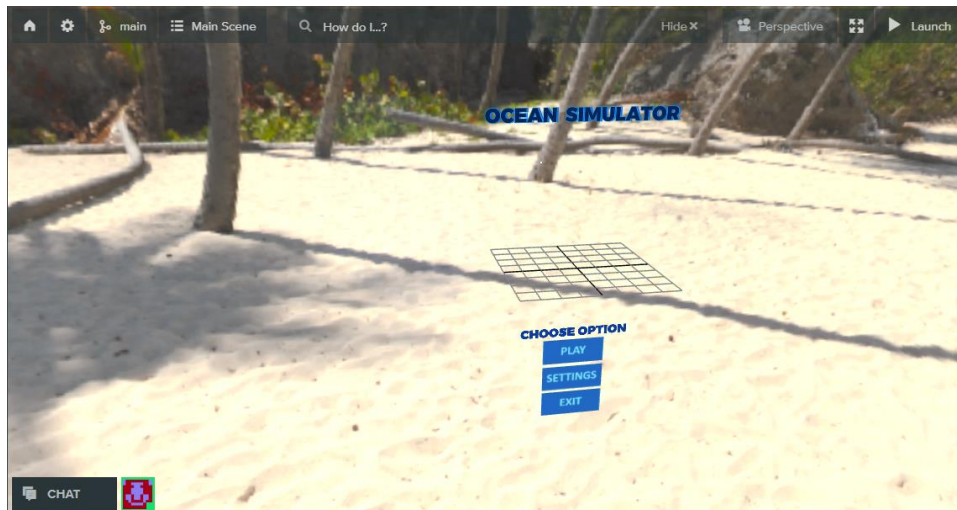 main
Main Scene
How do I...?
Hide ×
Perspective
Launch
OCEAN SIMULATOR
CHOOSE OPTION
PLAY
SETTINGS
EXIT
CHAT